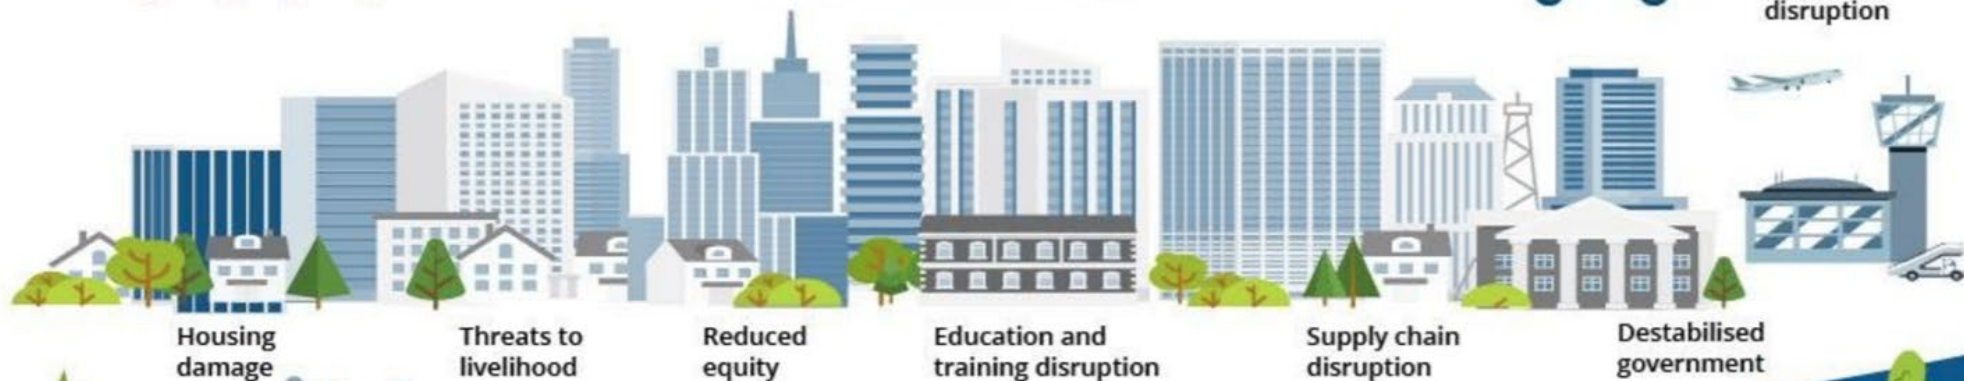 disruption
Housing
damage
Threats to
livelihood
Reduced
equity
Education and
training disruption
Supply chain
disruption
Destabilised
government